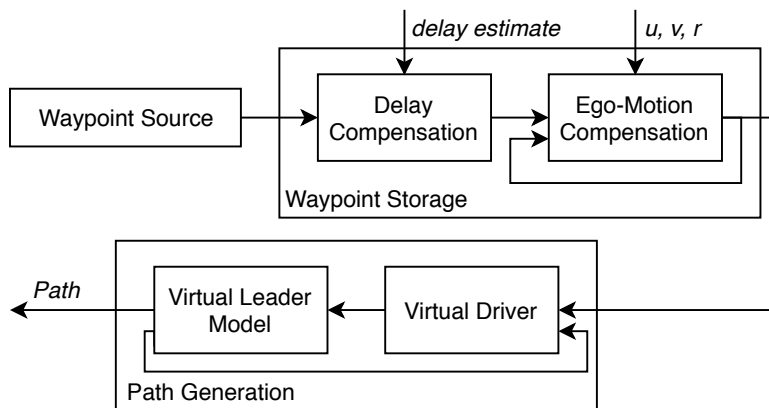 delay estimate
u, v, r
Waypoint Source
Delay
Compensation
Ego-Motion
Compensation
Waypoint Storage
Path
Virtual Leader
Model
Virtual Driver
Path Generation